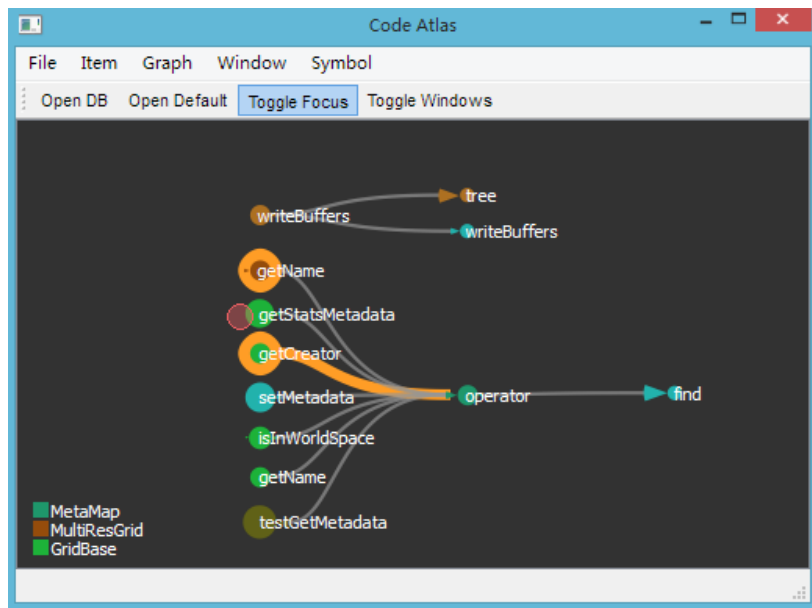 Code Atlas
File Item Graph Window Symbol
Open DB Open Default Toggle Focus Toggle Windows
tree
writeBuffers
writeBuffers
getName
getStatsMetadata
getCreator
setMetadata
operator
find
isInWorldSpace
getName
testGetMetadata
MetaMap
MultiResGrid
GridBase